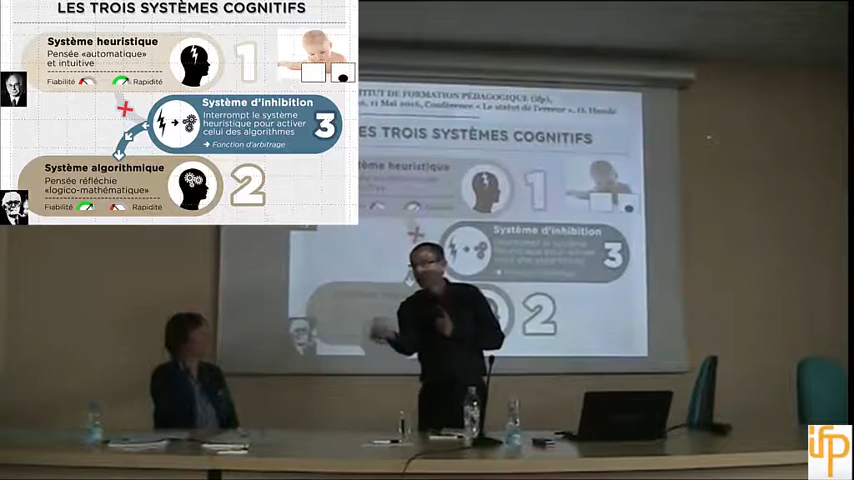 LES TROIS SYSTÈMES COGNITIFS
Système heuristique
Pensée «automatique»
et intuitive
Fiabilité
Rapidité
1
Système d'inhibition
Interrompt le système
heuristique pour activer
celui des algorithmes
→ Fonction d'arbitrage
3
Système algorithmique
Pensée réfléchie
«logico-mathématique»
Fiabilité
Rapidité
2
TUT DE FORMATION PÉDAGOGIQUE (ifp),
11 Mai 2016, Conférence « Le statut de l'erreur »,
LES TROIS SYSTÈMES COGNITIFS
ème heuristique
1
Système d'inhibition
3
2
ifp